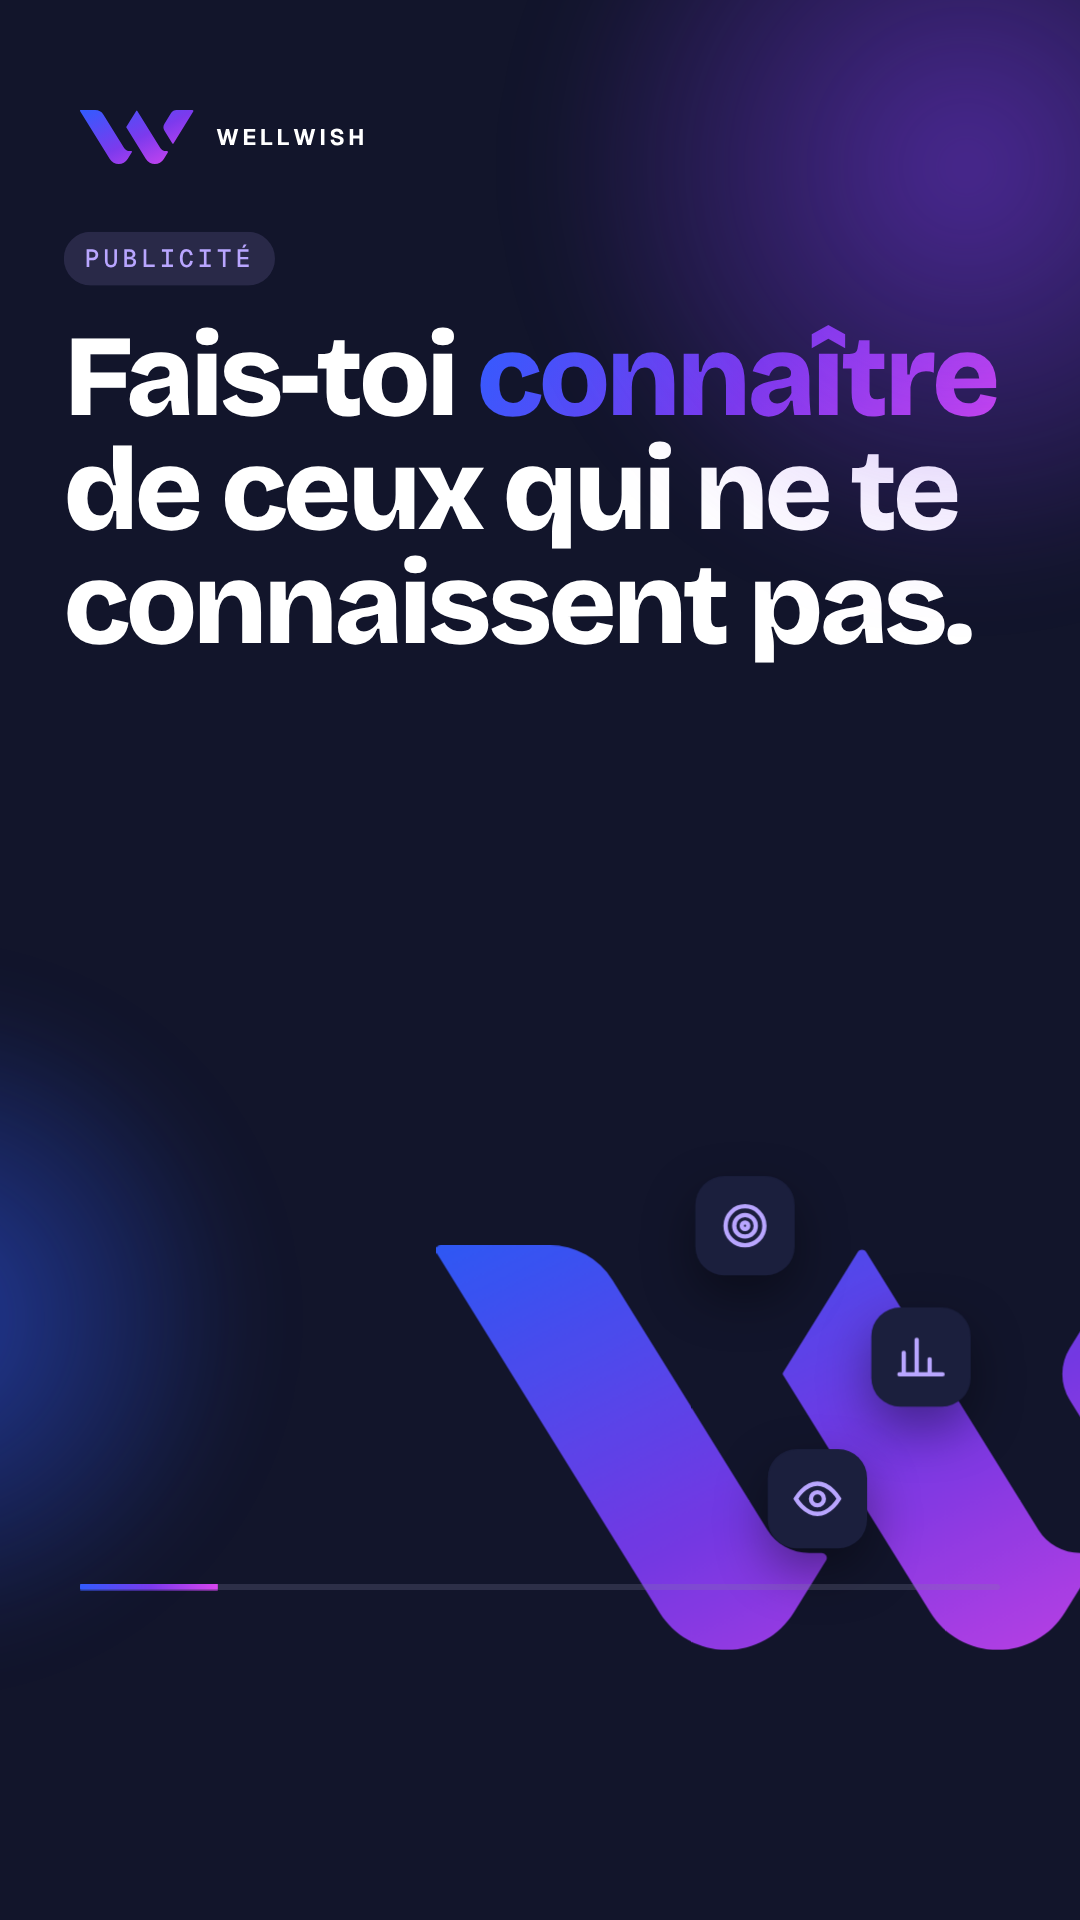 WELLWISH
PUBLICITÉ
Fais-toi connaître
de ceux qui ne te
connaissent pas.